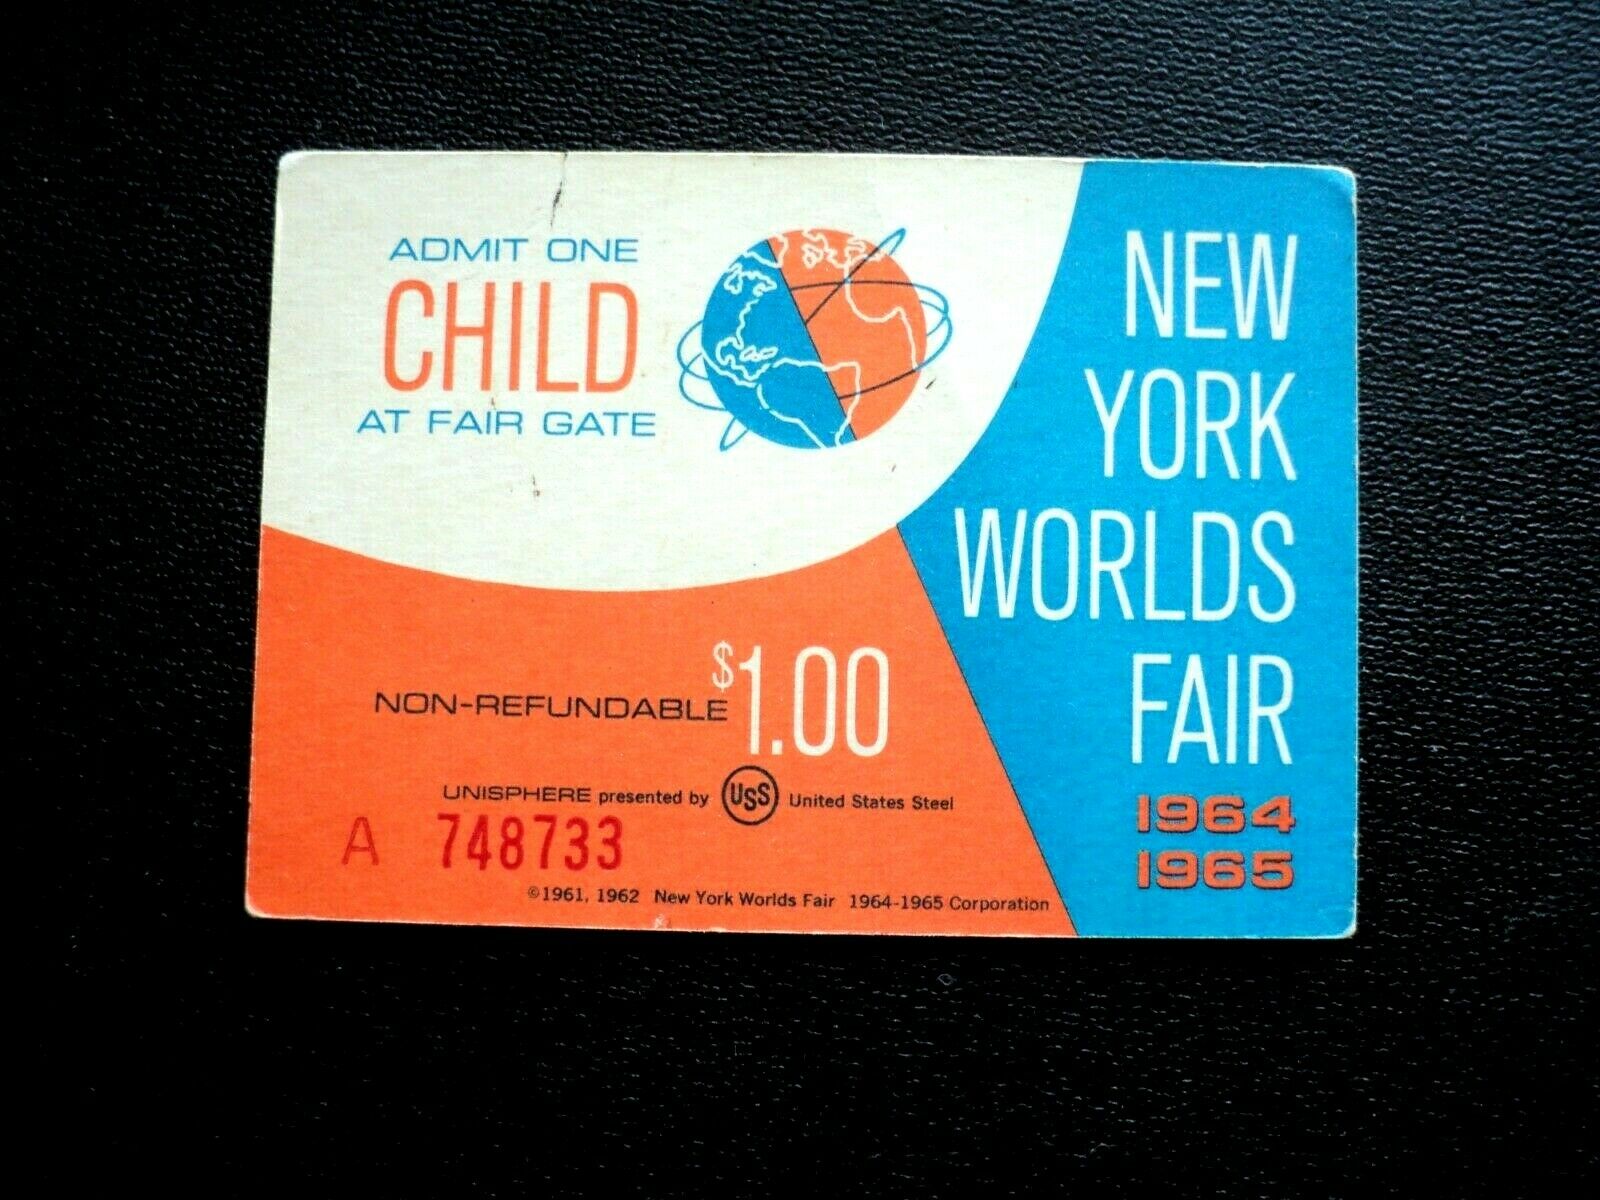 ADMIT ONE
CHILD
AT FAIR GATE
NEW
YORK
WORLDS
FAIR
1964
1965
NON-REFUNDABLE $1.00
UNISPHERE presented by USS United States Steel
A 748733
©1961, 1962 New York Worlds Fair 1964-1965 Corporation